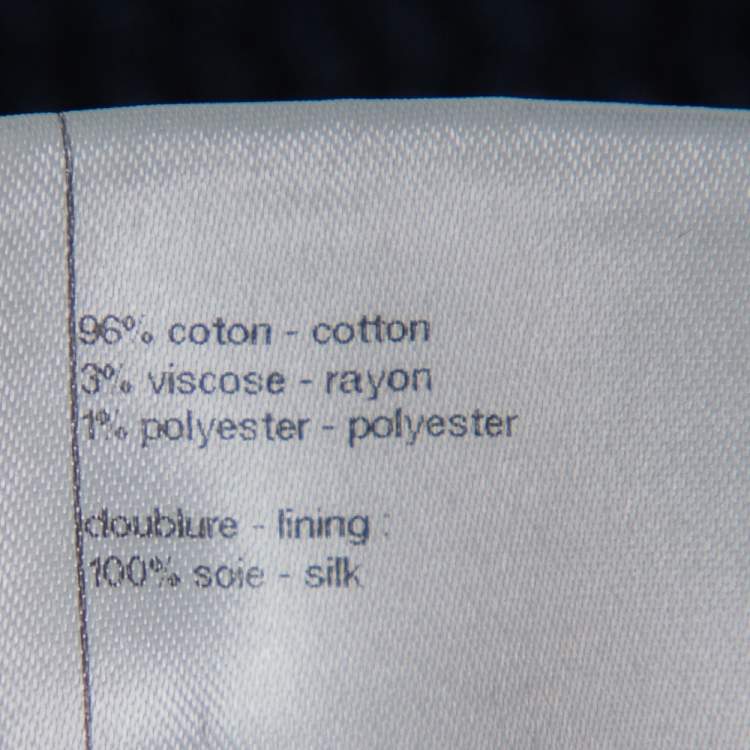 96% coton - cotton
3% viscose - rayon
1% polyester - polyester
doublure - lining :
100% soie - silk